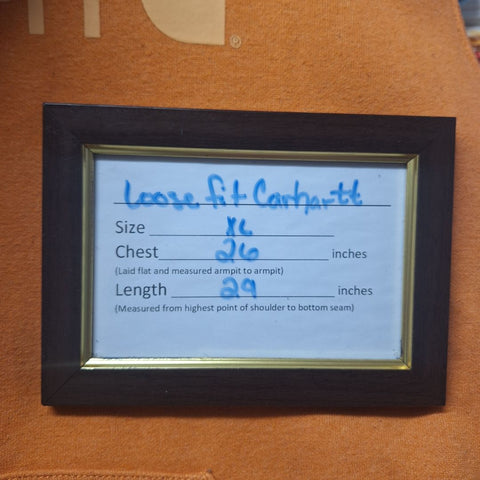 ®
Loose fit Carhartt
Size XL
Chest 26 inches
(Laid flat and measured armpit to armpit)
Length 29 inches
(Measured from highest point of shoulder to bottom seam)